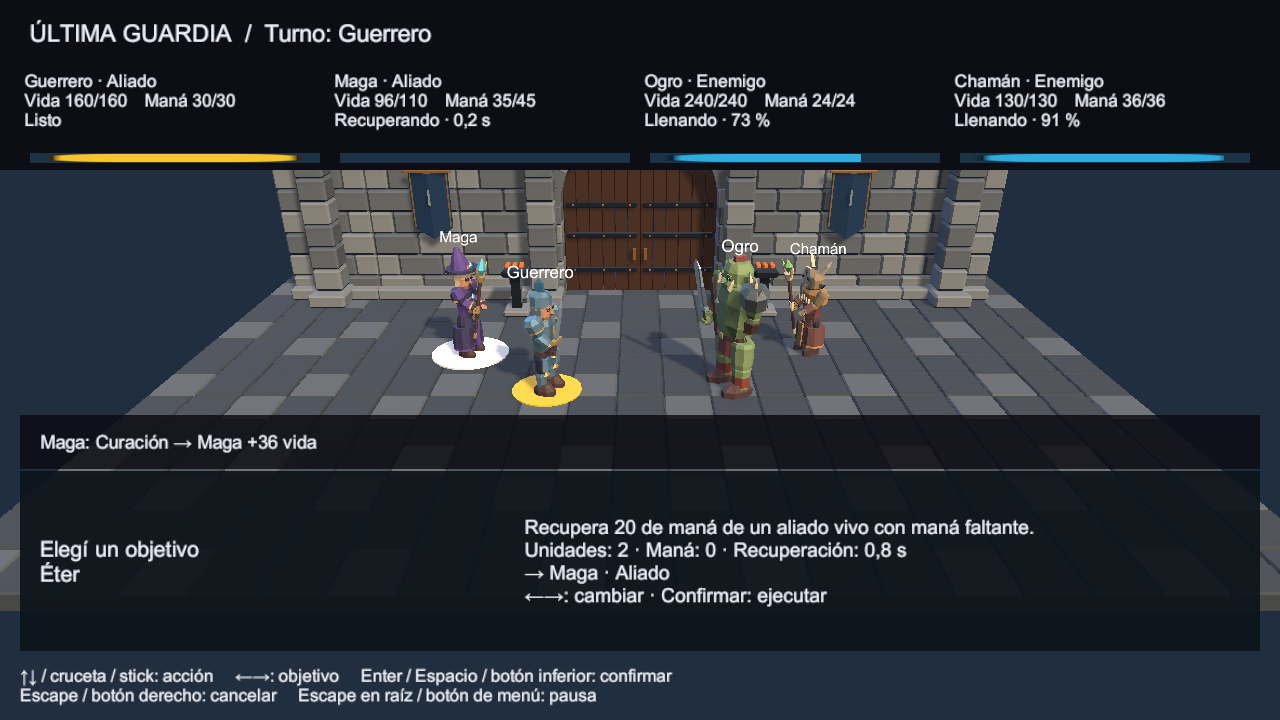 ÚLTIMA GUARDIA / Turno: Guerrero
Guerrero · Aliado
Vida 160/160 Maná 30/30
Listo
Maga · Aliado
Vida 96/110 Maná 35/45
Recuperando · 0,2 s
Ogro · Enemigo
Vida 240/240 Maná 24/24
Llenando · 73 %
Chamán · Enemigo
Vida 130/130 Maná 36/36
Llenando · 91 %
Maga
Guerrero
Ogro
Chamán
Maga: Curación → Maga +36 vida
Elegí un objetivo
Éter
Recupera 20 de maná de un aliado vivo con maná faltante.
Unidades: 2 · Maná: 0 · Recuperación: 0,8 s
→ Maga · Aliado
←→: cambiar · Confirmar: ejecutar
↑↓ / cruceta / stick: acción ←→: objetivo Enter / Espacio / botón inferior: confirmar
Escape / botón derecho: cancelar Escape en raíz / botón de menú: pausa